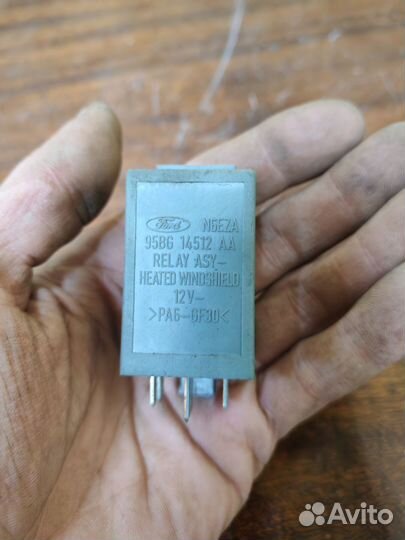 Ford N5EZA
95BG 14512 AA
RELAY ASY-
HEATED WINDSHIELD
12V-
>PA6-GF30<
Avito